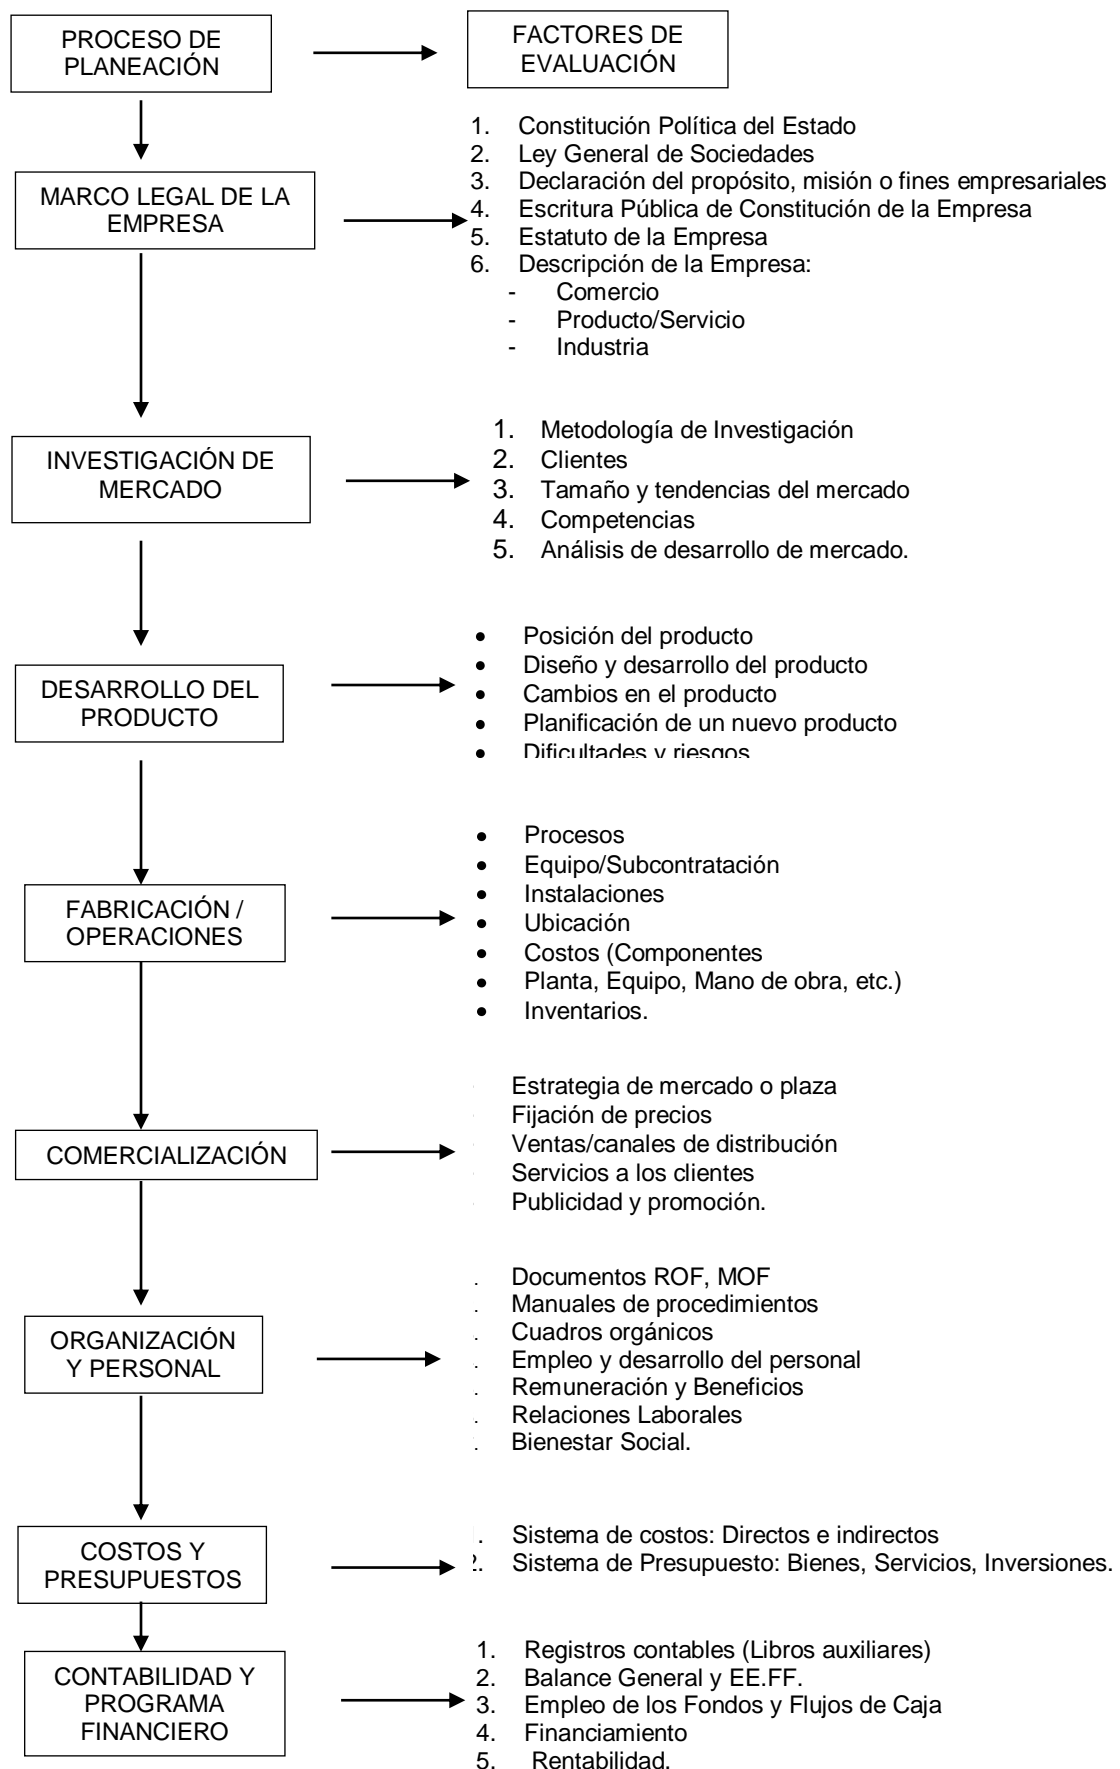 PROCESO DE
PLANEACIÓN
FACTORES DE
EVALUACIÓN
MARCO LEGAL DE LA
EMPRESA
1. Constitución Política del Estado
2. Ley General de Sociedades
3. Declaración del propósito, misión o fines empresariales
4. Escritura Pública de Constitución de la Empresa
5. Estatuto de la Empresa
6. Descripción de la Empresa:
- Comercio
- Producto/Servicio
- Industria
INVESTIGACIÓN DE
MERCADO
1. Metodología de Investigación
2. Clientes
3. Tamaño y tendencias del mercado
4. Competencias
5. Análisis de desarrollo de mercado.
DESARROLLO DEL
PRODUCTO
• Posición del producto
• Diseño y desarrollo del producto
• Cambios en el producto
• Planificación de un nuevo producto
• Dificultades y riesgos
FABRICACIÓN /
OPERACIONES
• Procesos
• Equipo/Subcontratación
• Instalaciones
• Ubicación
• Costos (Componentes
• Planta, Equipo, Mano de obra, etc.)
• Inventarios.
COMERCIALIZACIÓN
Estrategia de mercado o plaza
Fijación de precios
Ventas/canales de distribución
Servicios a los clientes
Publicidad y promoción.
ORGANIZACIÓN
Y PERSONAL
. Documentos ROF, MOF
. Manuales de procedimientos
. Cuadros orgánicos
. Empleo y desarrollo del personal
. Remuneración y Beneficios
. Relaciones Laborales
. Bienestar Social.
COSTOS Y
PRESUPUESTOS
1. Sistema de costos: Directos e indirectos
2. Sistema de Presupuesto: Bienes, Servicios, Inversiones.
CONTABILIDAD Y
PROGRAMA
FINANCIERO
1. Registros contables (Libros auxiliares)
2. Balance General y EE.FF.
3. Empleo de los Fondos y Flujos de Caja
4. Financiamiento
5. Rentabilidad.